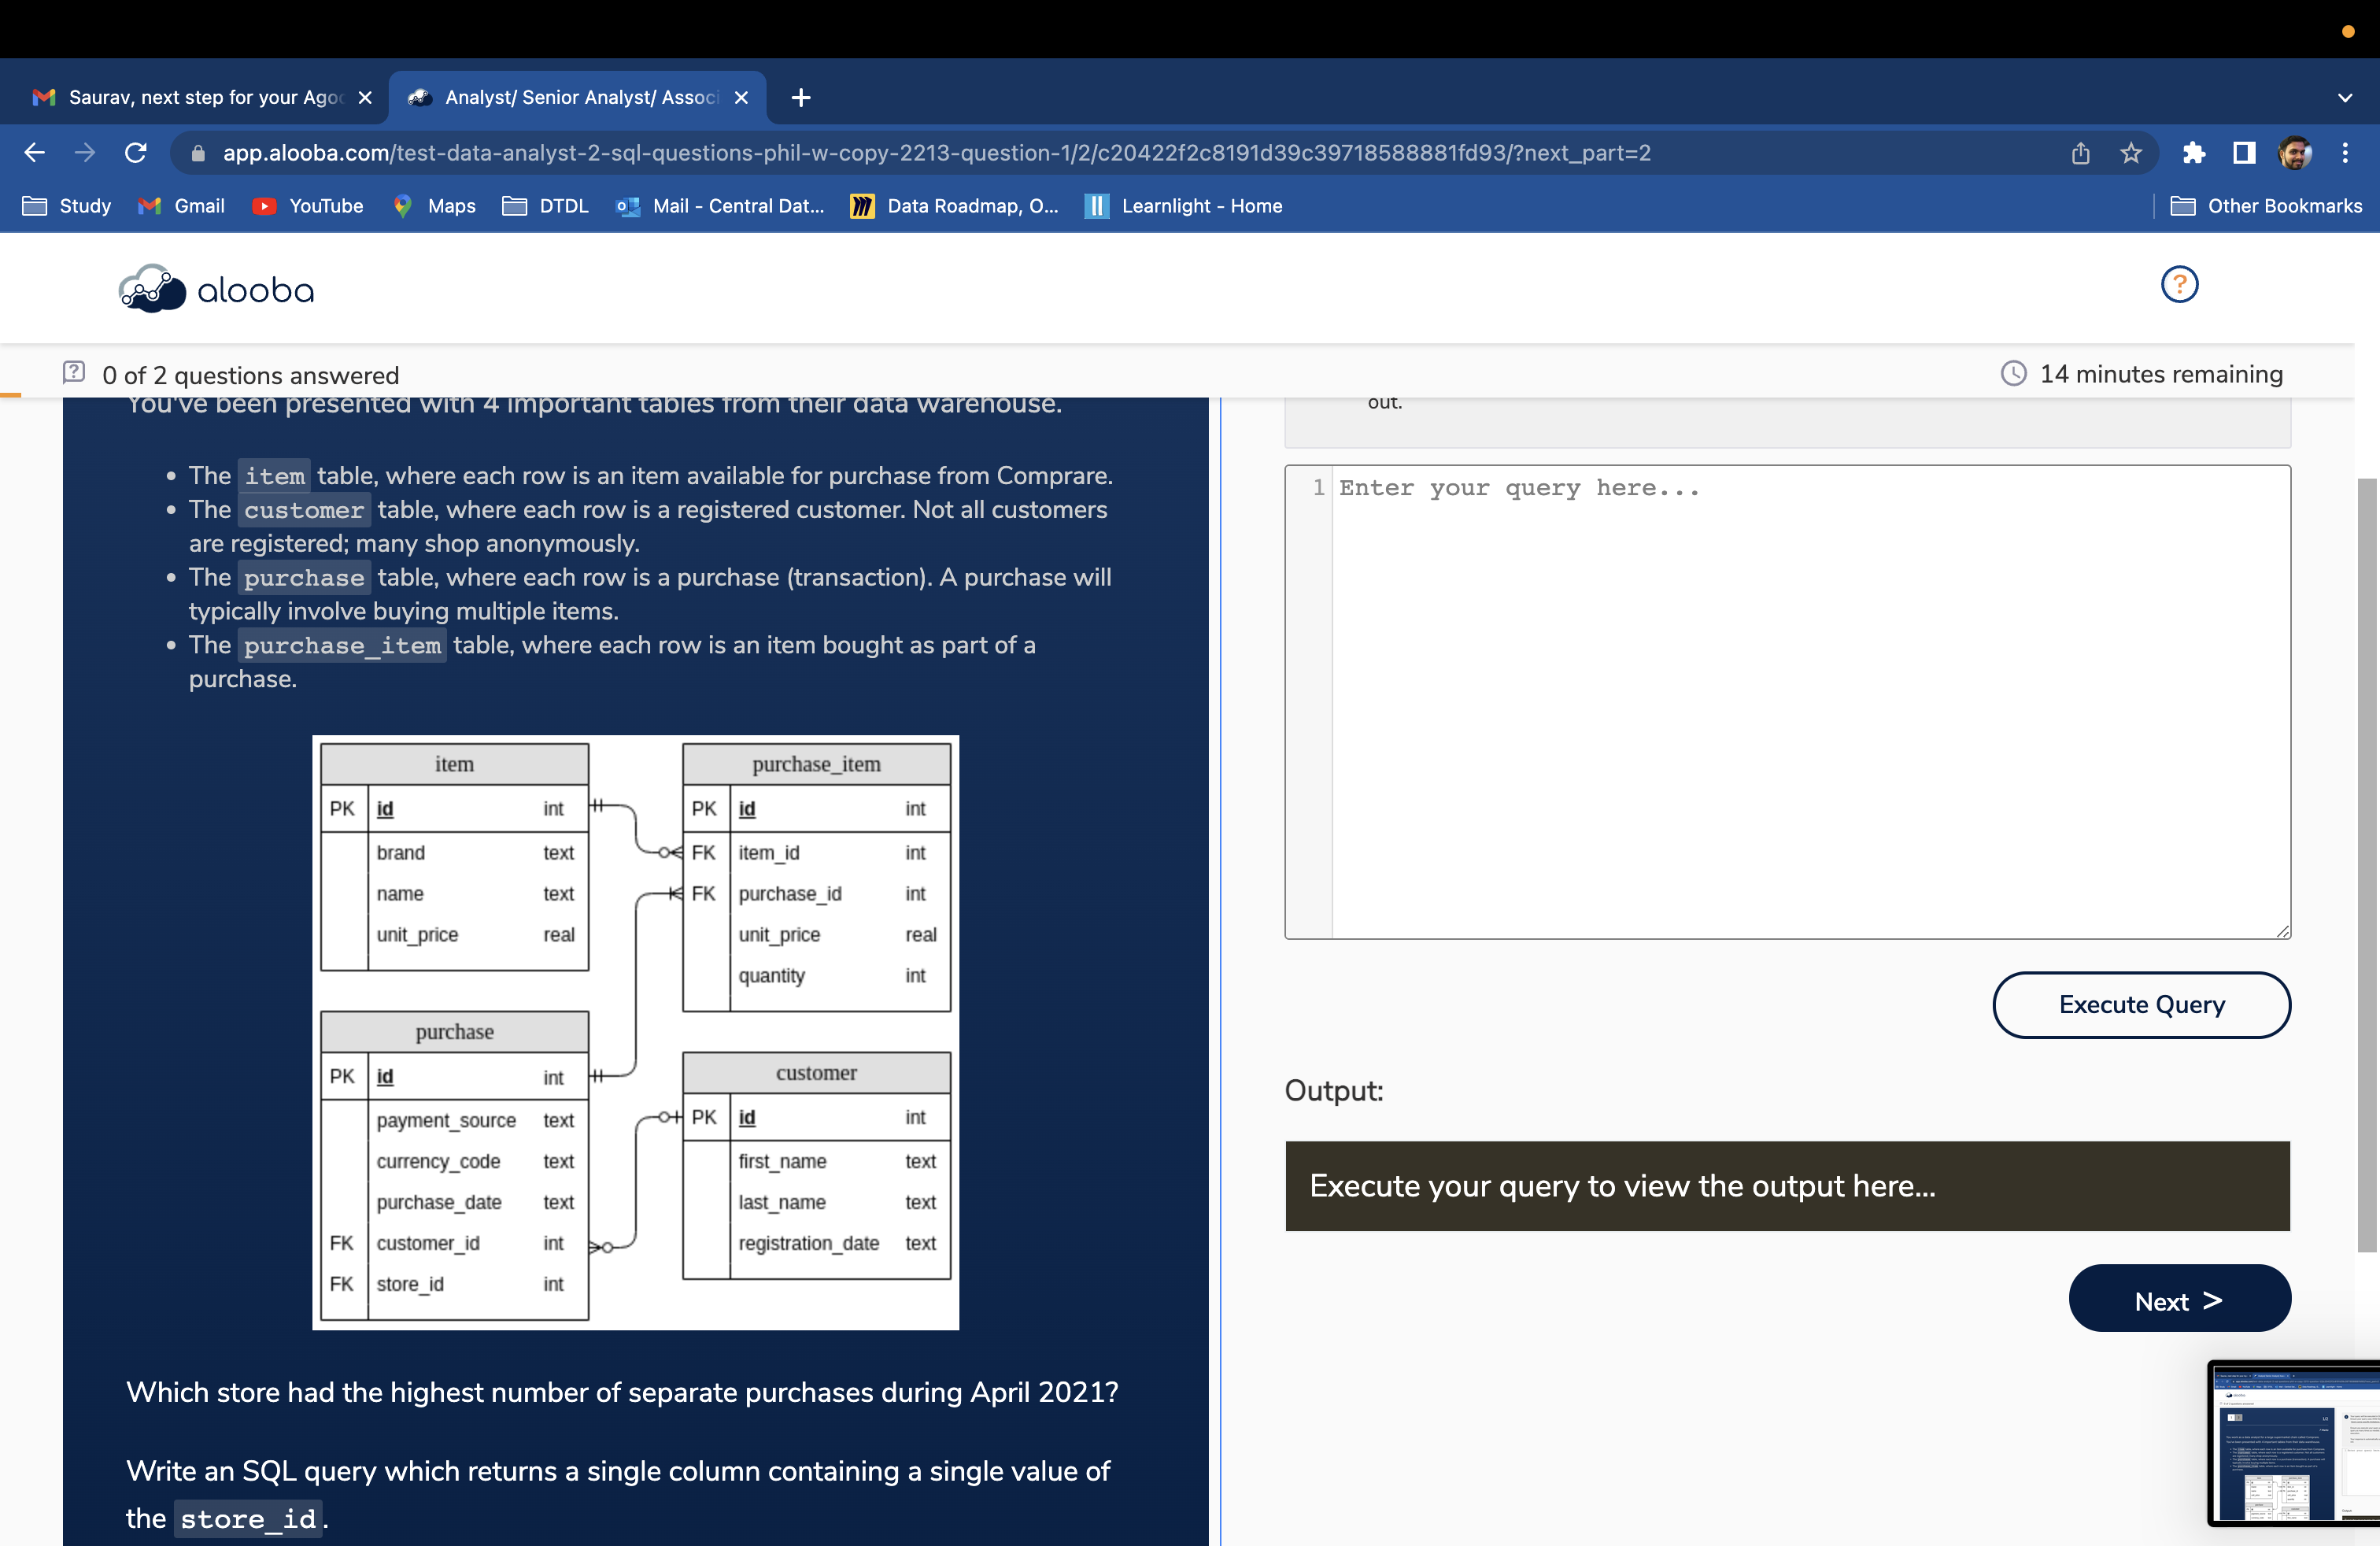 Saurav, next step for your Agoc
Analyst/ Senior Analyst/ Associ
app.alooba.com/test-data-analyst-2-sql-questions-phil-w-copy-2213-question-1/2/c20422f2c8191d39c39718588881fd93/?next_part=2
Study
Gmail
YouTube
Maps
DTDL
Mail - Central Dat...
Data Roadmap, O...
Learnlight - Home
Other Bookmarks
alooba
?
0 of 2 questions answered
14 minutes remaining
You've been presented with 4 important tables from their data warehouse.
• The item table, where each row is an item available for purchase from Comprare.
• The customer table, where each row is a registered customer. Not all customers
are registered; many shop anonymously.
• The purchase table, where each row is a purchase (transaction). A purchase will
typically involve buying multiple items.
• The purchase_item table, where each row is an item bought as part of a
purchase.
item
PK id int
brand text
name text
unit_price real
purchase_item
PK id int
FK item_id int
FK purchase_id int
unit_price real
quantity int
purchase
PK id int
payment_source text
currency_code text
purchase_date text
FK customer_id int
FK store_id int
customer
PK id int
first_name text
last_name text
registration_date text
Which store had the highest number of separate purchases during April 2021?
Write an SQL query which returns a single column containing a single value of
the store_id.
out.
1 Enter your query here...
Execute Query
Output:
Execute your query to view the output here...
Next >